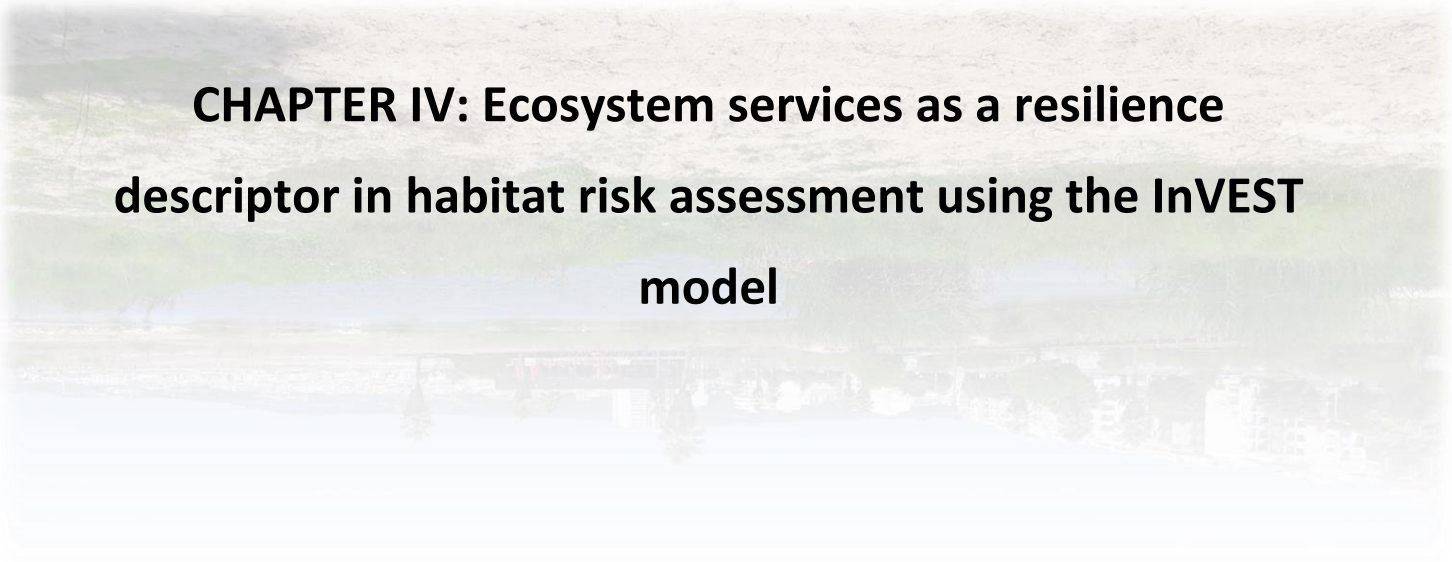 CHAPTER IV: Ecosystem services as a resilience
descriptor in habitat risk assessment using the InVEST
model